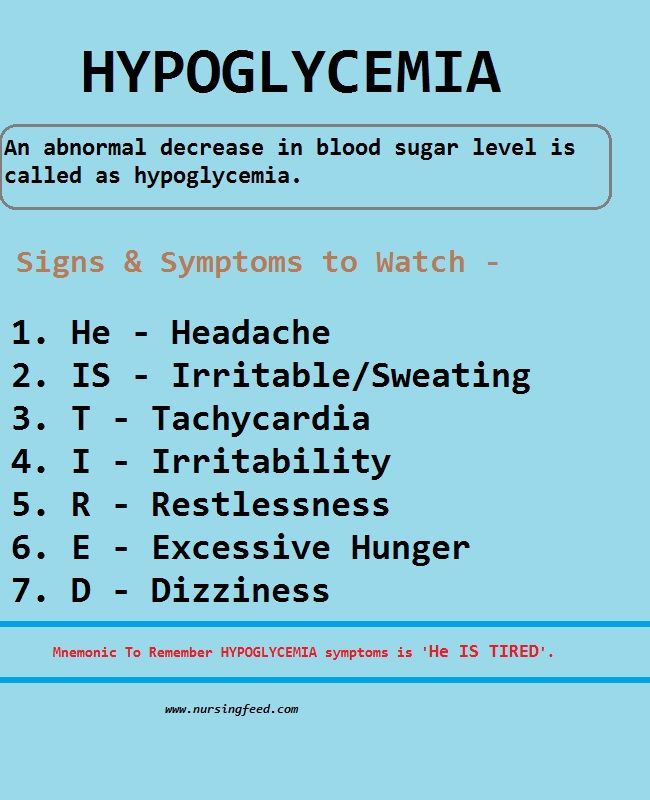 HYPOGLYCEMIA
An abnormal decrease in blood sugar level is
called as hypoglycemia.
Signs & Symptoms to Watch -
1. He - Headache
2. IS - Irritable/Sweating
3. T - Tachycardia
4. I - Irritability
5. R - Restlessness
6. E - Excessive Hunger
7. D - Dizziness
Mnemonic To Remember HYPOGLYCEMIA symptoms is 'He IS TIRED'.
www.nursingfeed.com